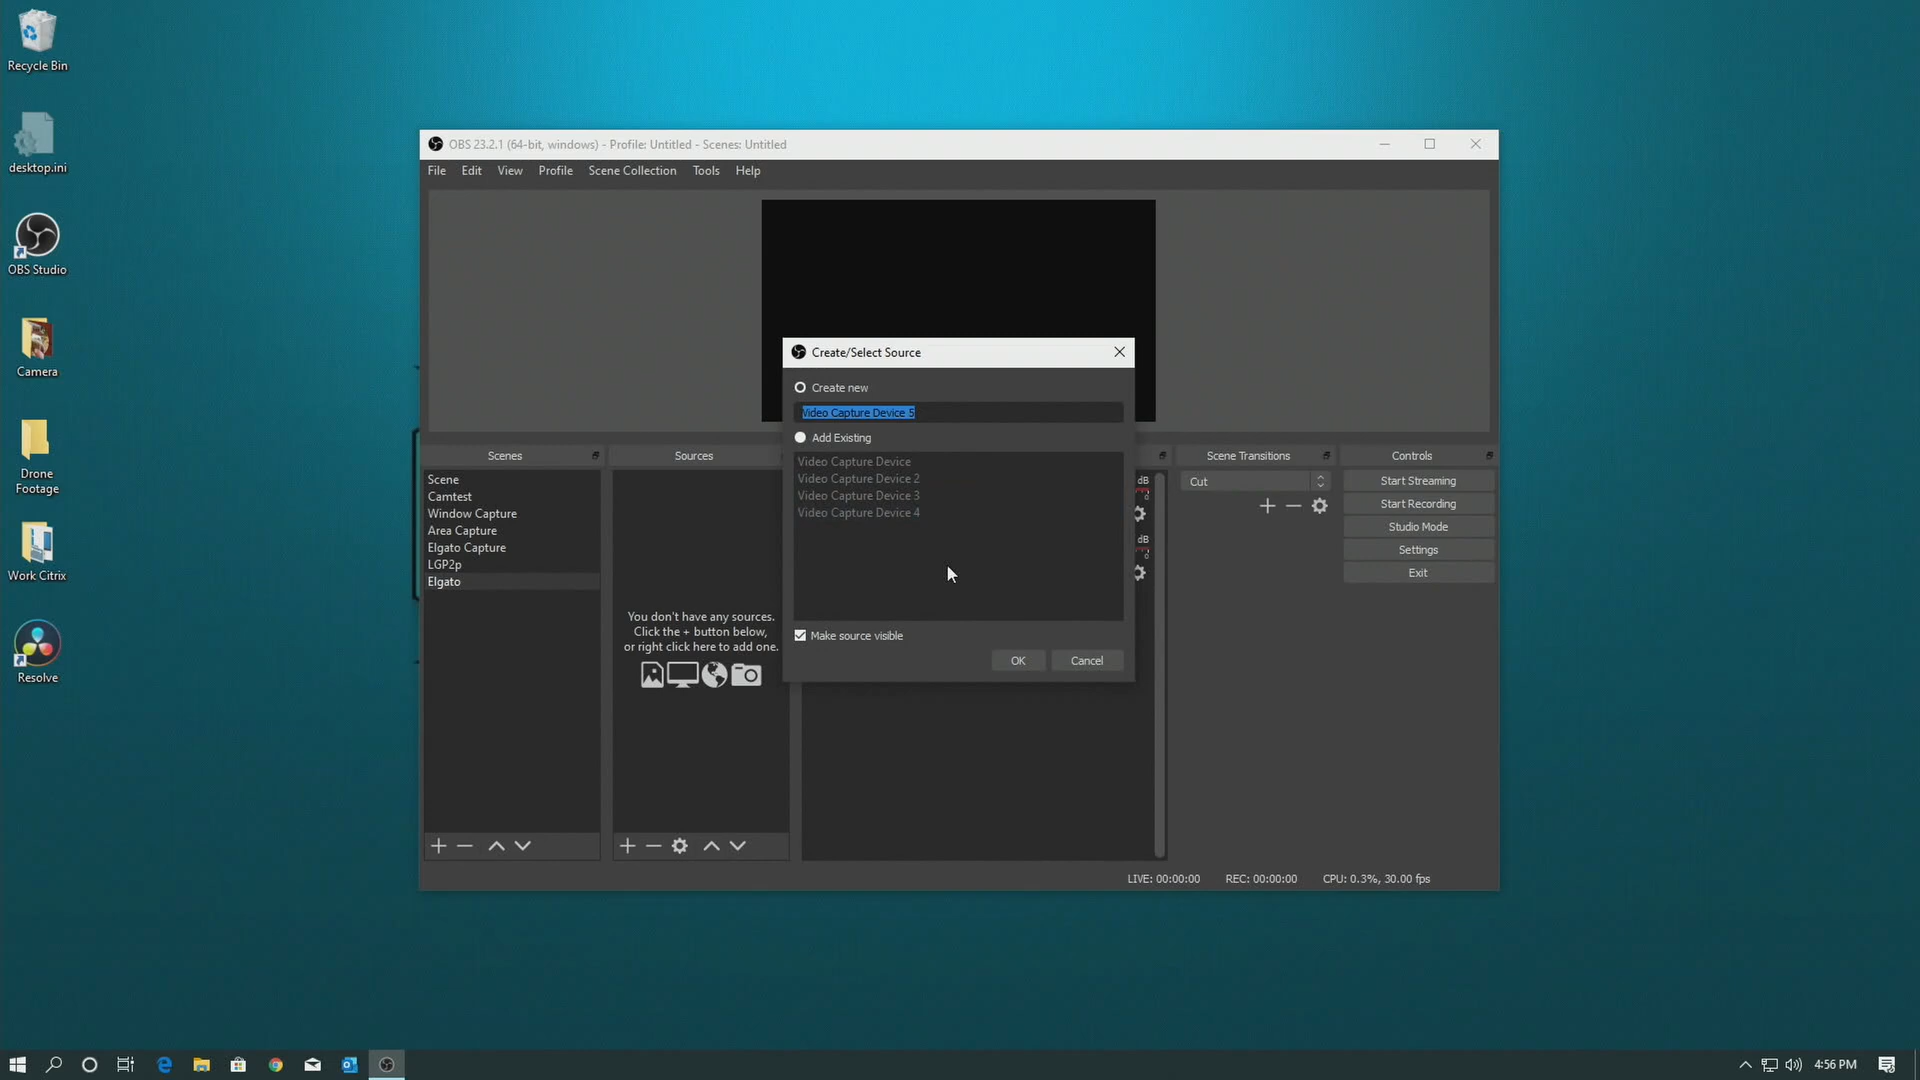 Recycle Bin
desktop.ini
OBS Studio
Camera
Drone
Footage
Work Citrix
Resolve
OBS 23.2.1 (64-bit, windows) - Profile: Untitled - Scenes: Untitled
File Edit View Profile Scene Collection Tools Help
Create/Select Source
Create new
Video Capture Device 5
Add Existing
Video Capture Device
Video Capture Device 2
Video Capture Device 3
Video Capture Device 4
Make source visible
OK Cancel
Scenes
Scene
Camtest
Window Capture
Area Capture
Elgato Capture
LGP2p
Elgato
Sources
You don't have any sources.
Click the + button below,
or right click here to add one.
dB
0
dB
0
Scene Transitions
Cut
Controls
Start Streaming
Start Recording
Studio Mode
Settings
Exit
LIVE: 00:00:00 REC: 00:00:00 CPU: 0.3%, 30.00 fps
4:56 PM